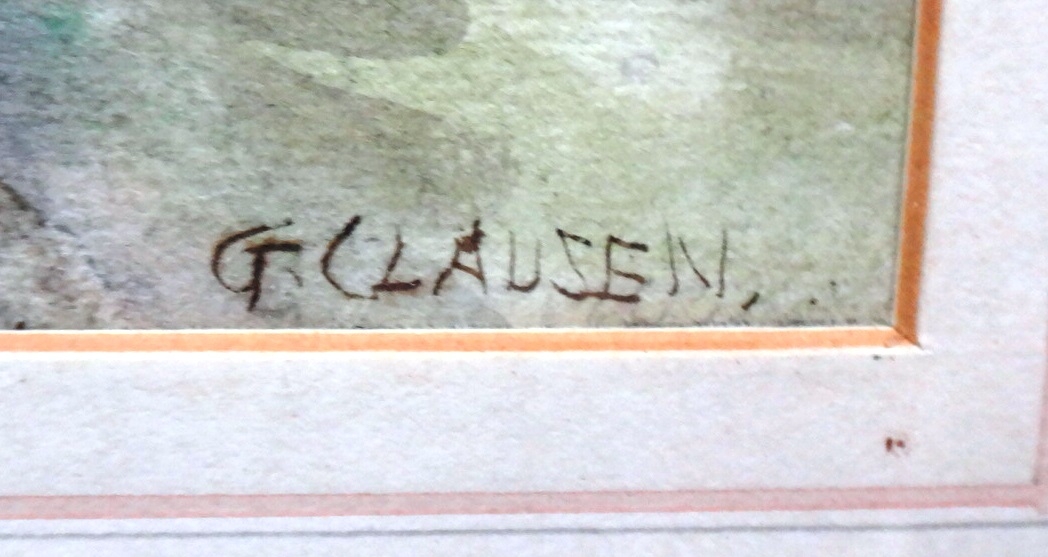 G. CLAUSEN,